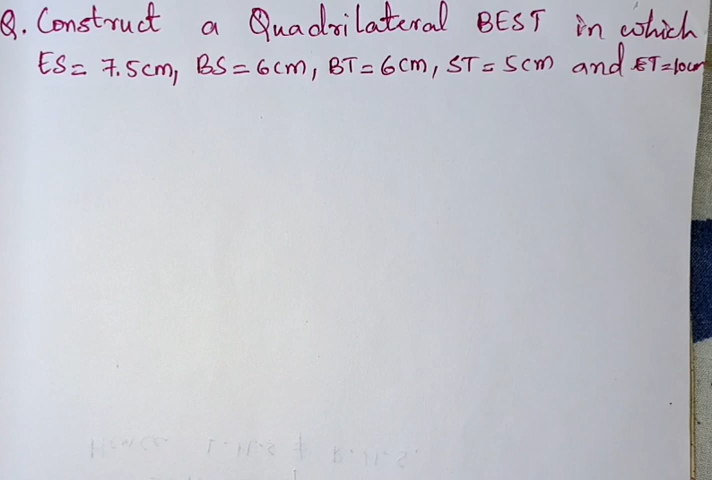 Q. Construct a Quadrilateral BEST in which
ES = 7.5cm, BS = 6cm, BT = 6cm, ST = 5cm and ET = 10cm